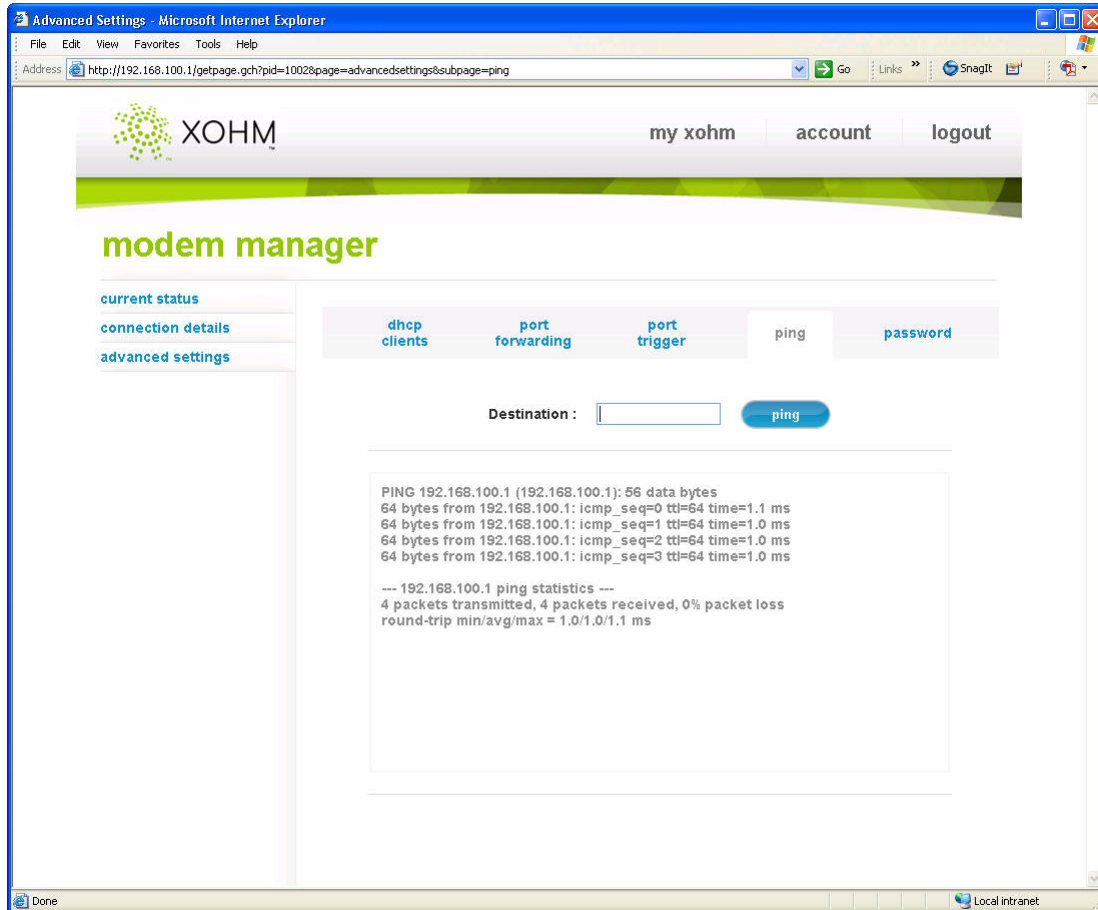 Advanced Settings - Microsoft Internet Explorer
File Edit View Favorites Tools Help
Address http://192.168.100.1/getpage.gch?pid=1002&page=advancedsettings&subpage=ping Go Links » SnagIt
XOHM™
my xohm account logout
modem manager
current status
connection details
advanced settings
dhcp clients
port forwarding
port trigger
ping
password
Destination : ping
PING 192.168.100.1 (192.168.100.1): 56 data bytes
64 bytes from 192.168.100.1: icmp_seq=0 ttl=64 time=1.1 ms
64 bytes from 192.168.100.1: icmp_seq=1 ttl=64 time=1.0 ms
64 bytes from 192.168.100.1: icmp_seq=2 ttl=64 time=1.0 ms
64 bytes from 192.168.100.1: icmp_seq=3 ttl=64 time=1.0 ms
--- 192.168.100.1 ping statistics ---
4 packets transmitted, 4 packets received, 0% packet loss
round-trip min/avg/max = 1.0/1.0/1.1 ms
Done Local intranet